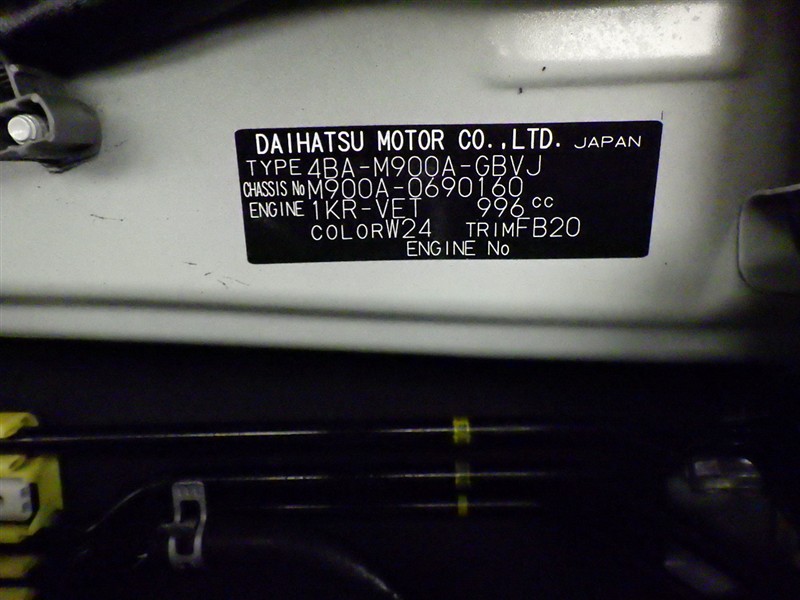 DAIHATSU MOTOR CO.,LTD. JAPAN
TYPE 4BA-M900A-GBVJ
CHASSIS No M900A-0690160
ENGINE 1KR-VET 996 cc
COLOR W24 TRIM FB20
ENGINE No